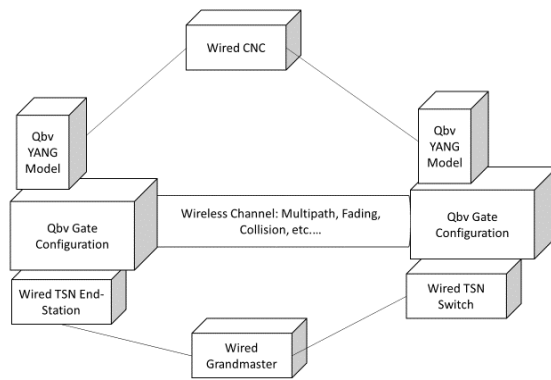 Wired CNC
Qbv
YANG
Model
Qbv
YANG
Model
Qbv Gate
Configuration
Wireless Channel: Multipath, Fading,
Collision, etc.…
Qbv Gate
Configuration
Wired TSN End-
Station
Wired TSN
Switch
Wired
Grandmaster